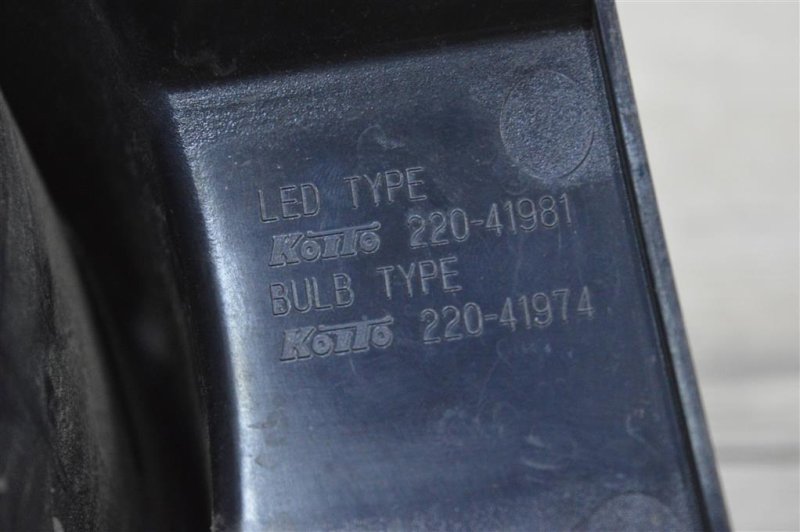 LED TYPE
KOITO 220-41981
BULB TYPE
KOITO 220-41974